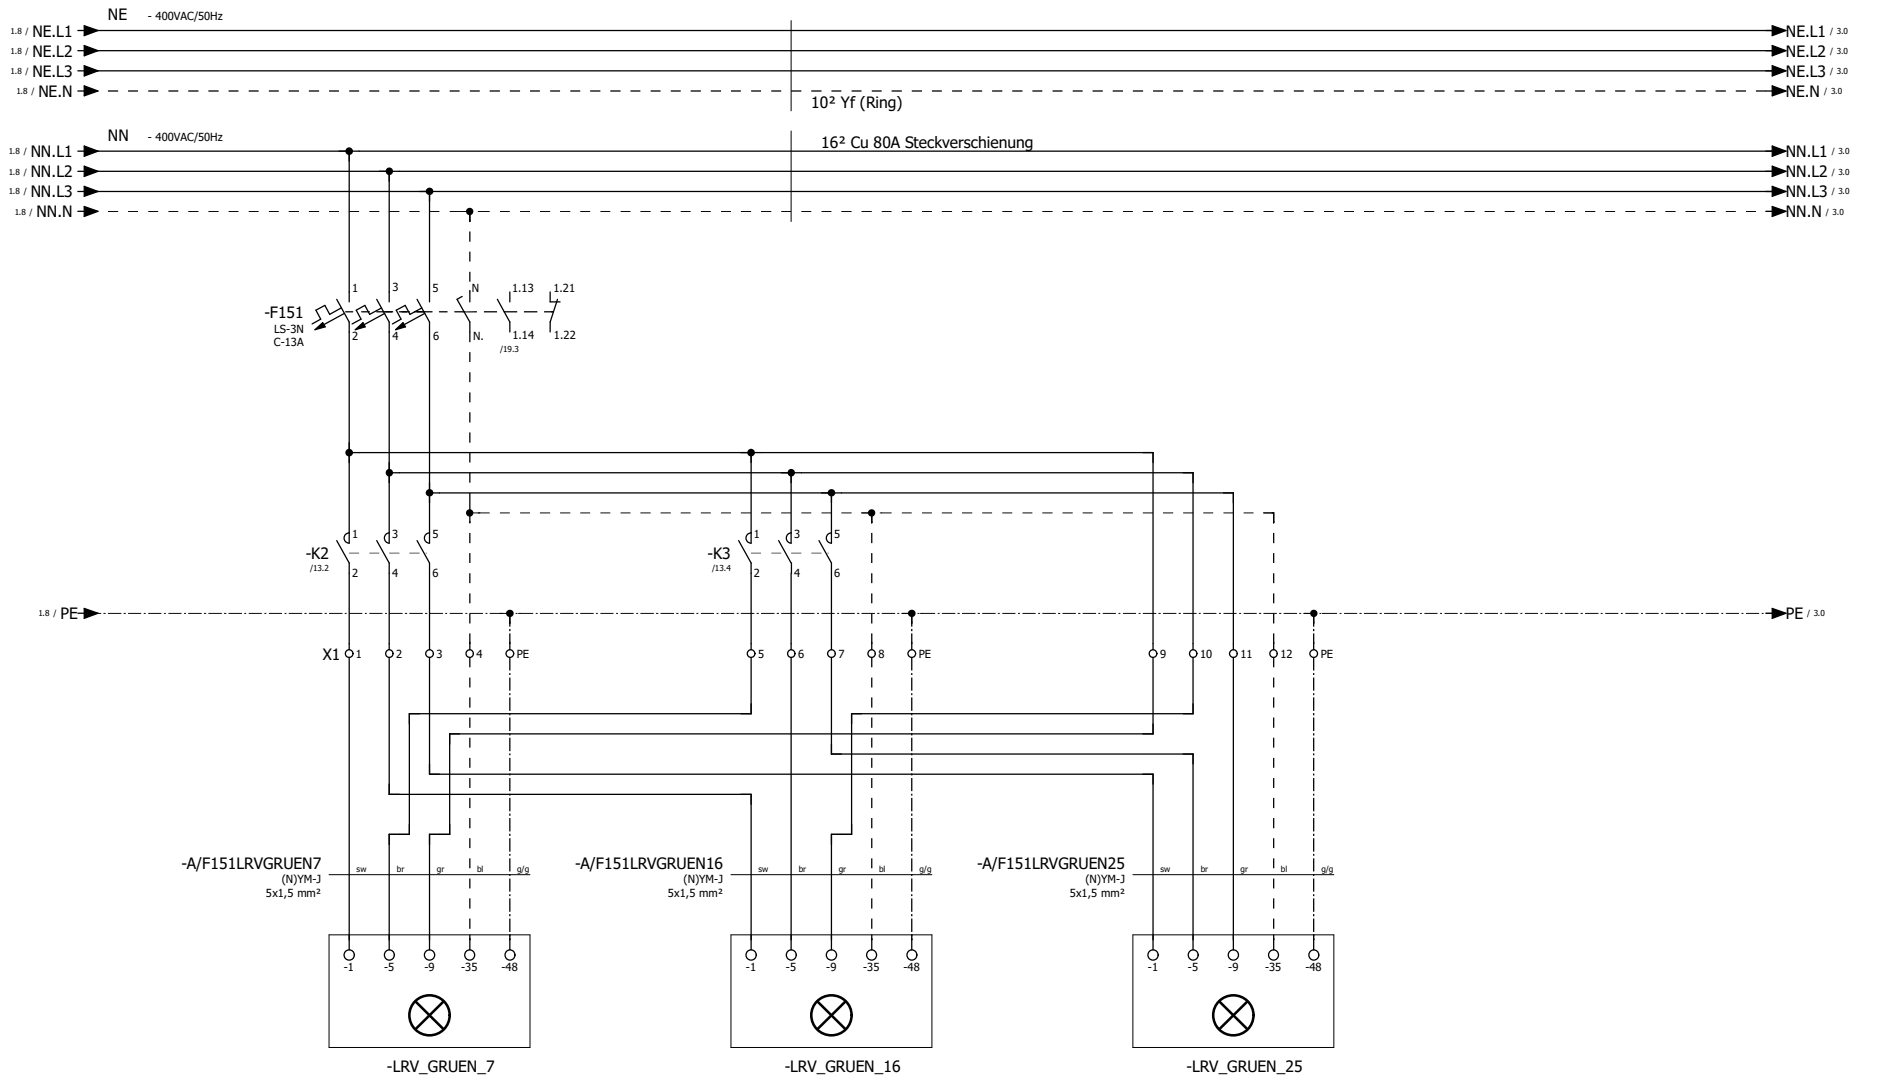 NE - 400VAC/50Hz
1.8 / NE.L1 NE.L1 / 3.0
1.8 / NE.L2 NE.L2 / 3.0
1.8 / NE.L3 NE.L3 / 3.0
1.8 / NE.N NE.N / 3.0
10² Yf (Ring)
NN - 400VAC/50Hz
16² Cu 80A Steckverschienung
1.8 / NN.L1 NN.L1 / 3.0
1.8 / NN.L2 NN.L2 / 3.0
1.8 / NN.L3 NN.L3 / 3.0
1.8 / NN.N NN.N / 3.0
1 3 5 N 1.13 1.21
-F151
LS-3N
C-13A
2 4 6 N. 1.14 1.22
/19.3
1 3 5 1 3 5
-K2 -K3
/13.2 /13.4
2 4 6 2 4 6
1.8 / PE PE / 3.0
X1 1 2 3 4 PE 5 6 7 8 PE 9 10 11 12 PE
-A/F151LRVGRUEN7 -A/F151LRVGRUEN16 -A/F151LRVGRUEN25
sw br gr bl g/g sw br gr bl g/g sw br gr bl g/g
(N)YM-J (N)YM-J (N)YM-J
5x1,5 mm² 5x1,5 mm² 5x1,5 mm²
-1 -5 -9 -35 -48 -1 -5 -9 -35 -48 -1 -5 -9 -35 -48
-LRV_GRUEN_7 -LRV_GRUEN_16 -LRV_GRUEN_25